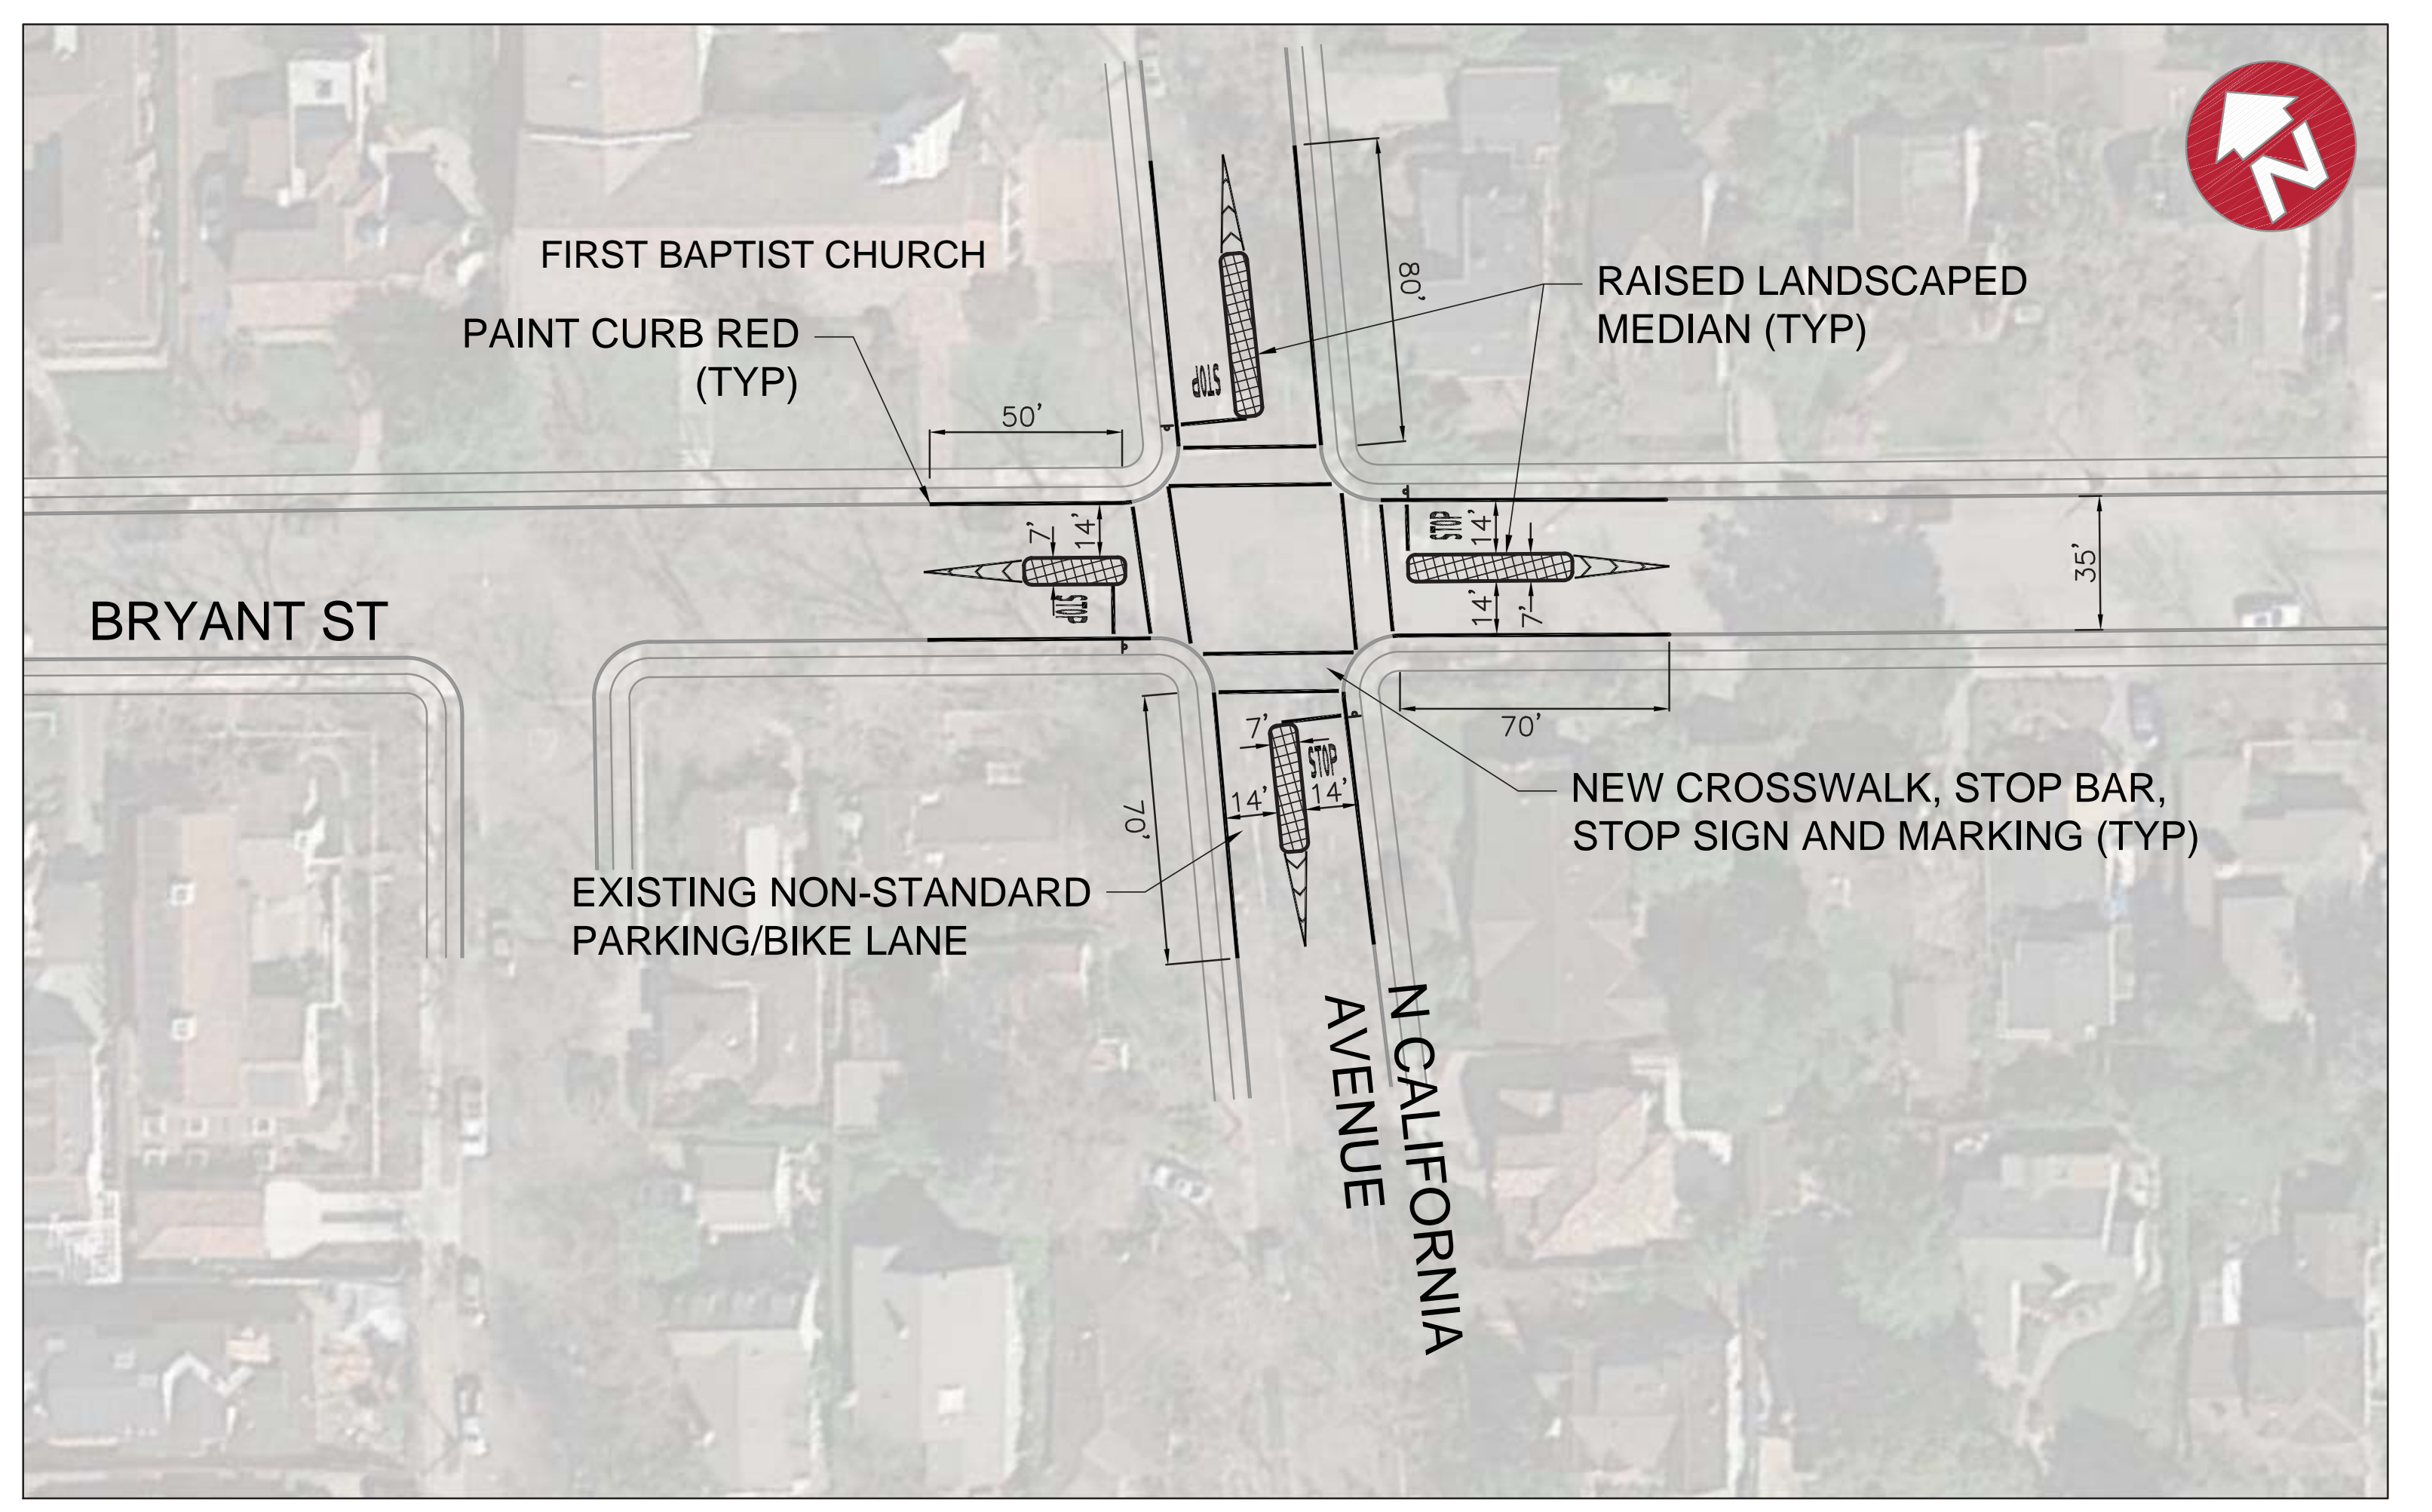 N
FIRST BAPTIST CHURCH
PAINT CURB RED
(TYP)
RAISED LANDSCAPED
MEDIAN (TYP)
80'
STOP
50'
7'
14'
STOP
STOP
14'
14'
7'
35'
BRYANT ST
70'
7'
STOP
14'
14'
70'
NEW CROSSWALK, STOP BAR,
STOP SIGN AND MARKING (TYP)
EXISTING NON-STANDARD
PARKING/BIKE LANE
N CALIFORNIA
AVENUE